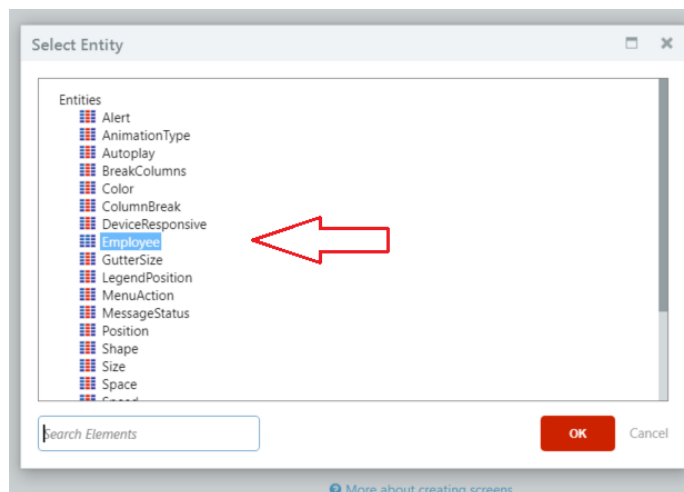 Select Entity
Entities
Alert
AnimationType
Autoplay
BreakColumns
Color
ColumnBreak
DeviceResponsive
Employee
GutterSize
LegendPosition
MenuAction
MessageStatus
Position
Shape
Size
Space
Search Elements
OK
Cancel
More about creating screens